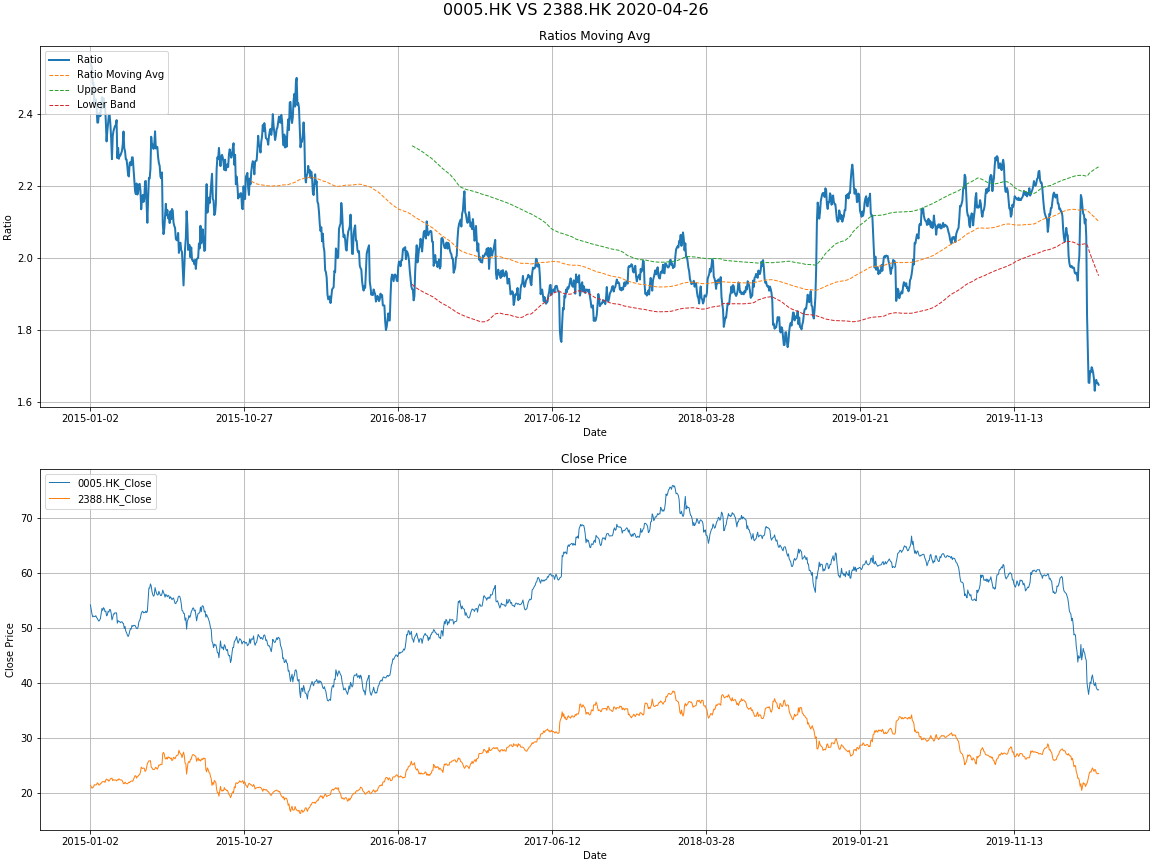 0005.HK VS 2388.HK 2020-04-26
Ratios Moving Avg
Ratio
Ratio Moving Avg
Upper Band
Lower Band
2.4
2.2
2.0
1.8
1.6
Ratio
2015-01-02 2015-10-27 2016-08-17 2017-06-12 2018-03-28 2019-01-21 2019-11-13
Date
Close Price
0005.HK_Close
2388.HK_Close
70
60
50
40
30
20
Close Price
2015-01-02 2015-10-27 2016-08-17 2017-06-12 2018-03-28 2019-01-21 2019-11-13
Date